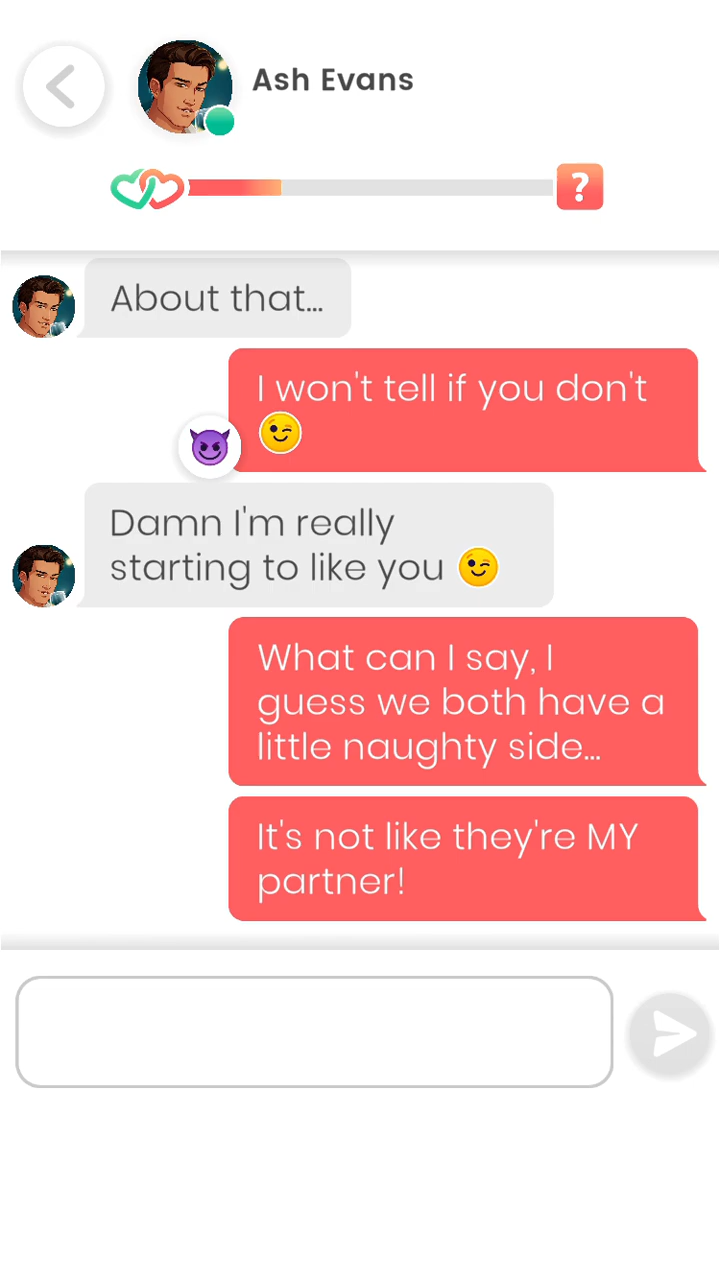 Ash Evans
?
About that...
I won't tell if you don't
😉
Damn I'm really
starting to like you 😉
What can I say, I
guess we both have a
little naughty side...
It's not like they're MY
partner!